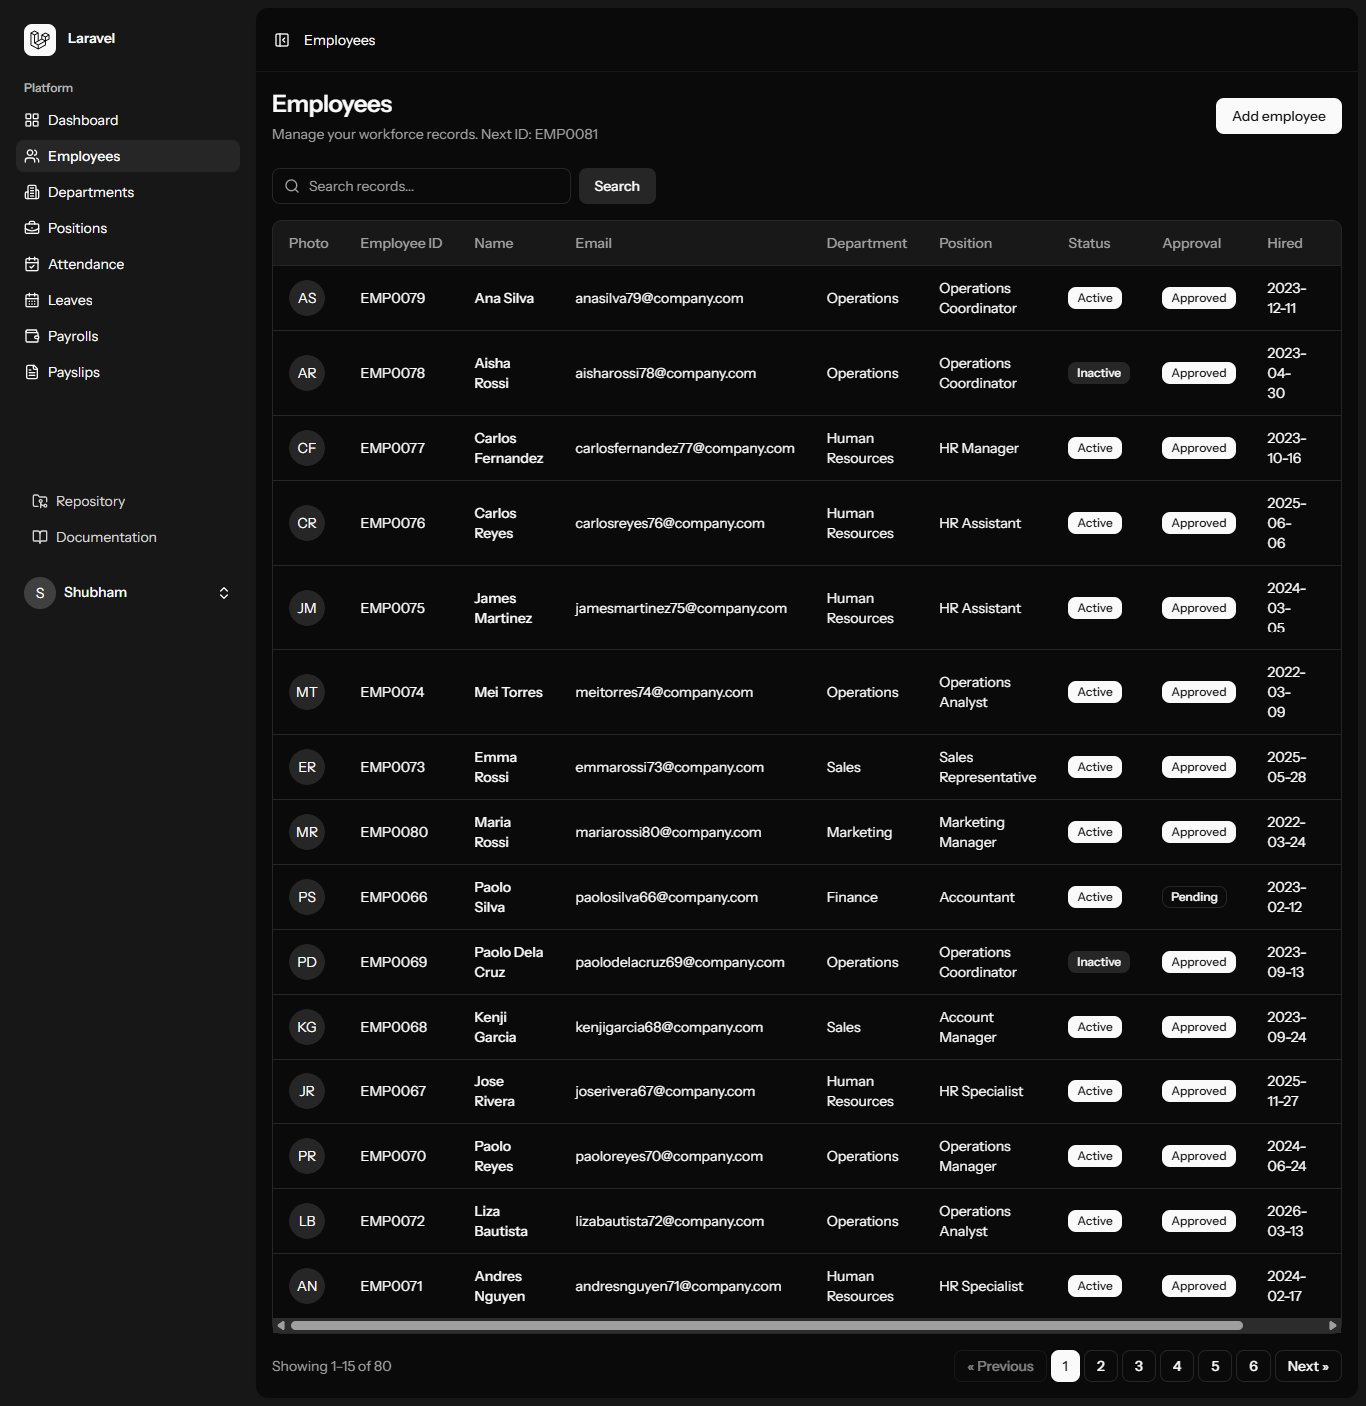 Laravel
Platform
Dashboard
Employees
Departments
Positions
Attendance
Leaves
Payrolls
Payslips
Repository
Documentation
S Shubham
Employees
Employees
Manage your workforce records. Next ID: EMP0081
Add employee
Search records...
Search
Photo Employee ID Name Email Department Position Status Approval Hired
AS EMP0079 Ana Silva anasilva79@company.com Operations Operations Coordinator Active Approved 2023-12-11
AR EMP0078 Aisha Rossi aisharossi78@company.com Operations Operations Coordinator Inactive Approved 2023-04-30
CF EMP0077 Carlos Fernandez carlosfernandez77@company.com Human Resources HR Manager Active Approved 2023-10-16
CR EMP0076 Carlos Reyes carlosreyes76@company.com Human Resources HR Assistant Active Approved 2025-06-06
JM EMP0075 James Martinez jamesmartinez75@company.com Human Resources HR Assistant Active Approved 2024-03-05
MT EMP0074 Mei Torres meitorres74@company.com Operations Operations Analyst Active Approved 2022-03-09
ER EMP0073 Emma Rossi emmarossi73@company.com Sales Sales Representative Active Approved 2025-05-28
MR EMP0080 Maria Rossi mariarossi80@company.com Marketing Marketing Manager Active Approved 2022-03-24
PS EMP0066 Paolo Silva paolosilva66@company.com Finance Accountant Active Pending 2023-02-12
PD EMP0069 Paolo Dela Cruz paolodelacruz69@company.com Operations Operations Coordinator Inactive Approved 2023-09-13
KG EMP0068 Kenji Garcia kenjigarcia68@company.com Sales Account Manager Active Approved 2023-09-24
JR EMP0067 Jose Rivera joserivera67@company.com Human Resources HR Specialist Active Approved 2025-11-27
PR EMP0070 Paolo Reyes paoloreyes70@company.com Operations Operations Manager Active Approved 2024-06-24
LB EMP0072 Liza Bautista lizabautista72@company.com Operations Operations Analyst Active Approved 2026-03-13
AN EMP0071 Andres Nguyen andresnguyen71@company.com Human Resources HR Specialist Active Approved 2024-02-17
Showing 1–15 of 80
« Previous 1 2 3 4 5 6 Next »